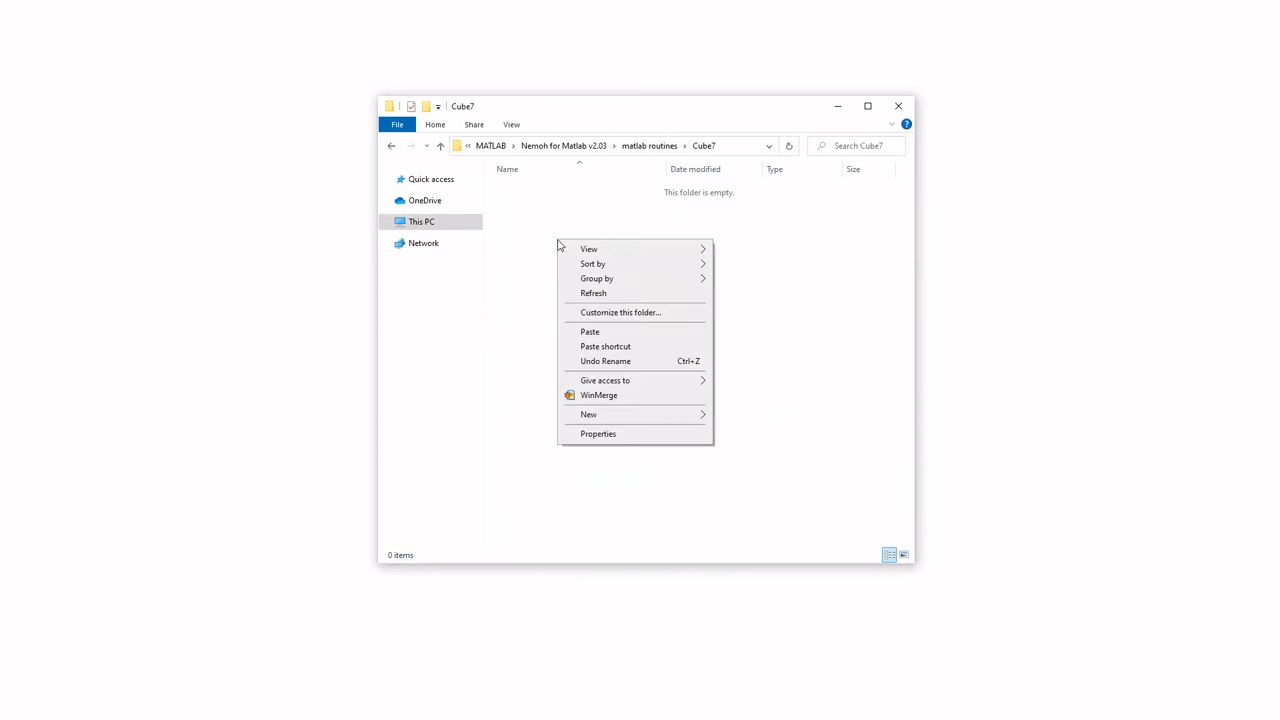 Cube7
File Home Share View
« MATLAB > Nemoh for Matlab v2.03 > matlab routines > Cube7 Search Cube7
Name Date modified Type Size
This folder is empty.
Quick access
OneDrive
This PC
Network
View
Sort by
Group by
Refresh
Customize this folder...
Paste
Paste shortcut
Undo Rename Ctrl+Z
Give access to
WinMerge
New
Properties
0 items